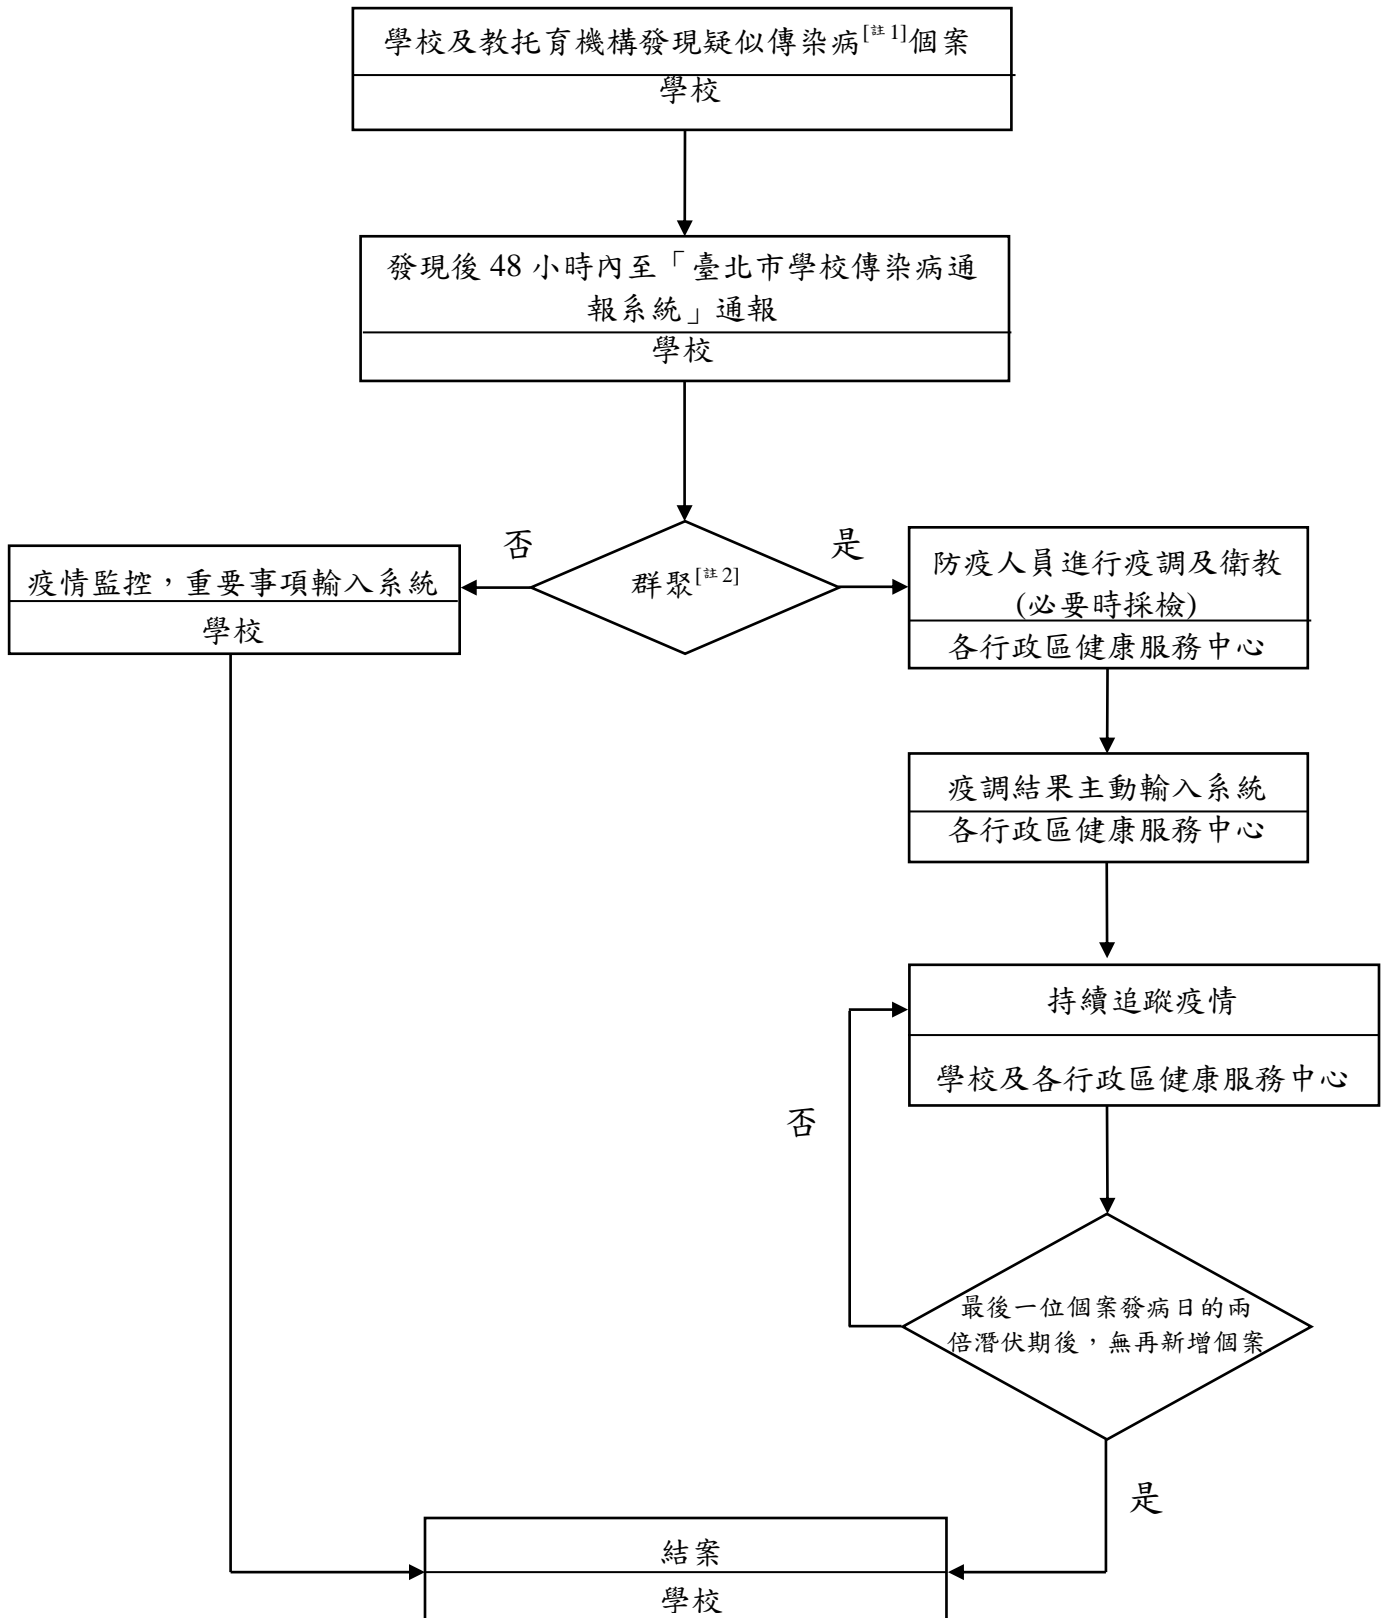 學校及教托育機構發現疑似傳染病[註1]個案
學校
發現後 48 小時內至「臺北市學校傳染病通
報系統」通報
學校
否
是
群聚[註2]
疫情監控，重要事項輸入系統
學校
防疫人員進行疫調及衛教
(必要時採檢)
各行政區健康服務中心
疫調結果主動輸入系統
各行政區健康服務中心
持續追蹤疫情
學校及各行政區健康服務中心
否
最後一位個案發病日的兩
倍潛伏期後，無再新增個案
是
結案
學校